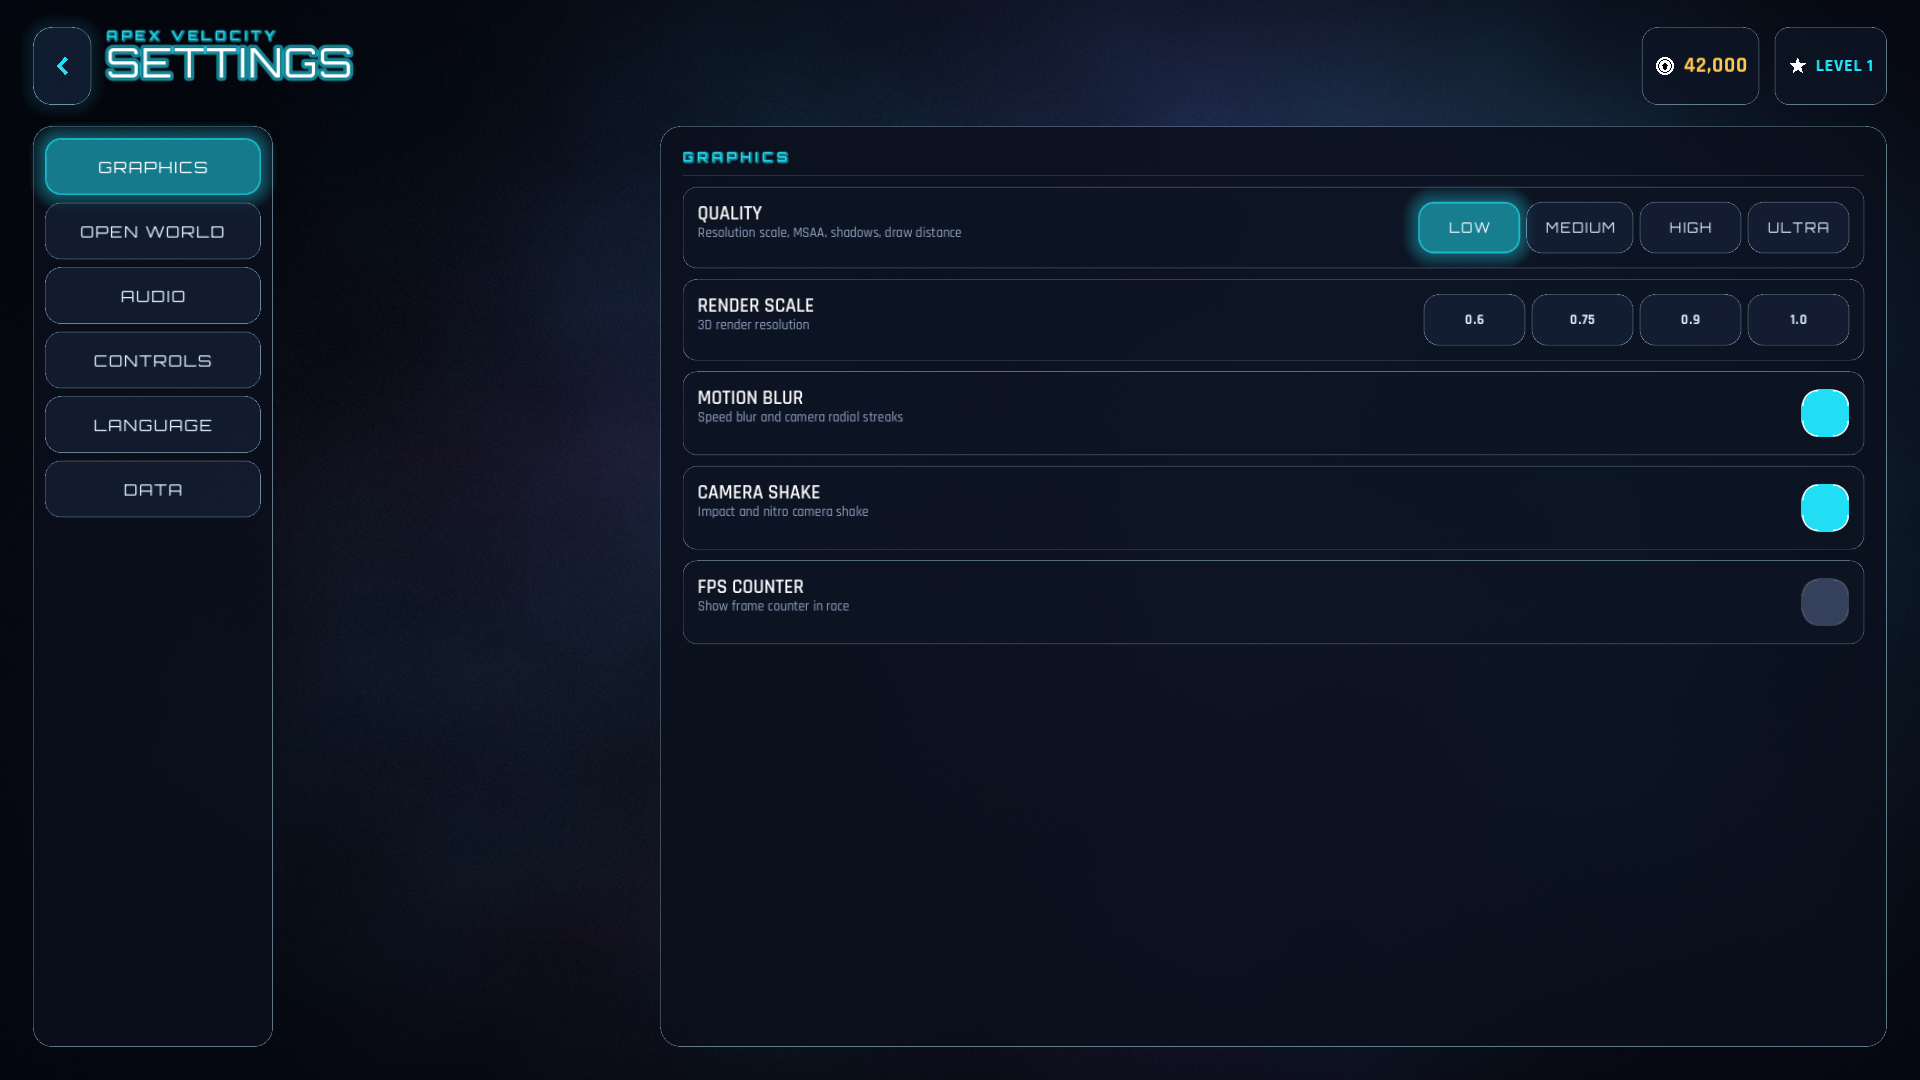 APEX VELOCITY
SETTINGS
42,000
LEVEL 1
GRAPHICS
OPEN WORLD
AUDIO
CONTROLS
LANGUAGE
DATA
GRAPHICS
QUALITY
Resolution scale, MSAA, shadows, draw distance
LOW
MEDIUM
HIGH
ULTRA
RENDER SCALE
3D render resolution
0.6
0.75
0.9
1.0
MOTION BLUR
Speed blur and camera radial streaks
CAMERA SHAKE
Impact and nitro camera shake
FPS COUNTER
Show frame counter in race